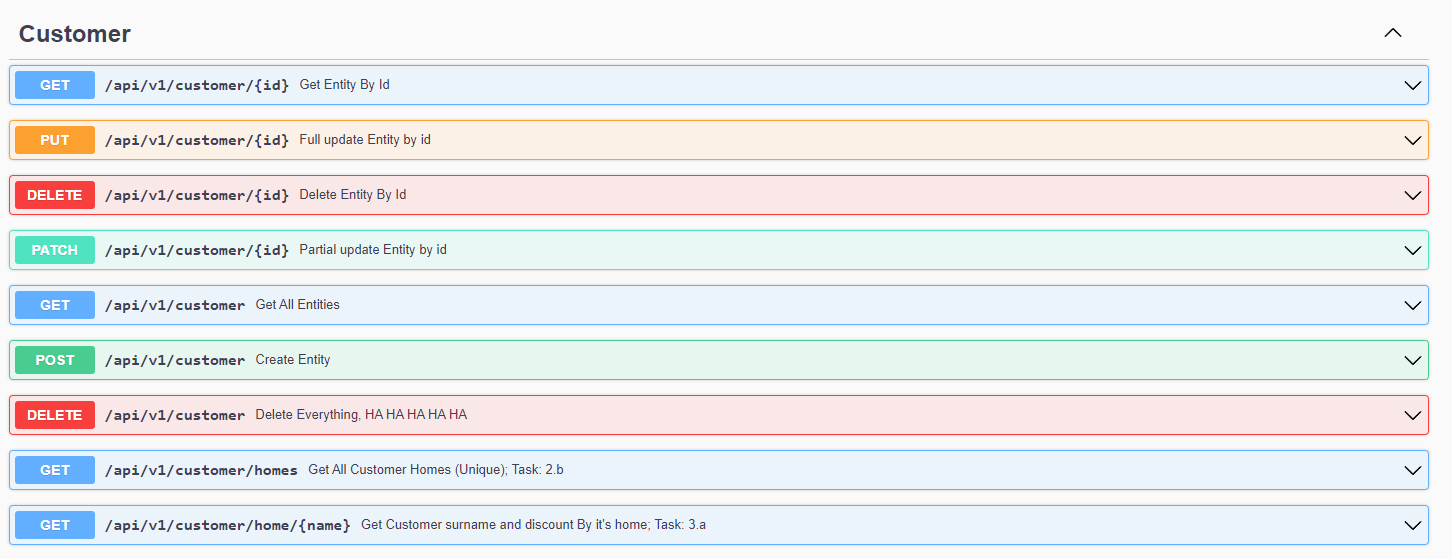 Customer
GET /api/v1/customer/{id} Get Entity By Id
PUT /api/v1/customer/{id} Full update Entity by id
DELETE /api/v1/customer/{id} Delete Entity By Id
PATCH /api/v1/customer/{id} Partial update Entity by id
GET /api/v1/customer Get All Entities
POST /api/v1/customer Create Entity
DELETE /api/v1/customer Delete Everything, HA HA HA HA HA
GET /api/v1/customer/homes Get All Customer Homes (Unique); Task: 2.b
GET /api/v1/customer/home/{name} Get Customer surname and discount By it's home; Task: 3.a